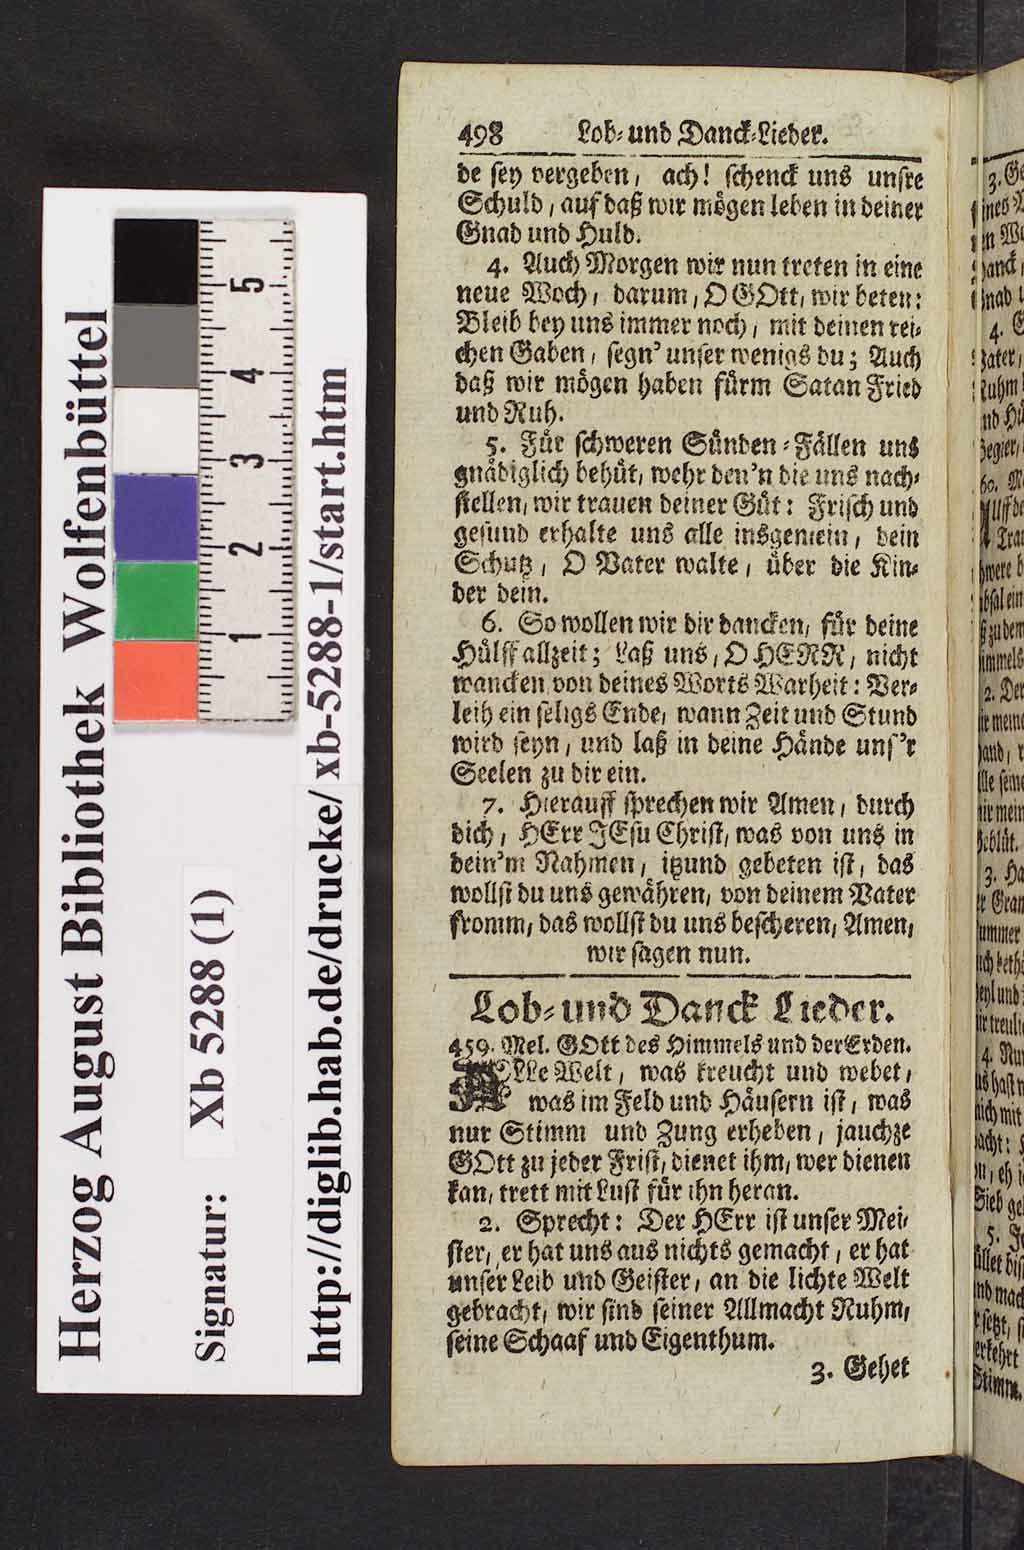 498 Lob- und Danck-Lieder.
de sey vergeben, ach! schenck uns unsre
Schuld, auf daß wir mögen leben in deiner
Gnad und Huld.
4. Auch Morgen wir nun treten in eine
neue Woch, darum, O GOtt, wir beten:
Bleib bey uns immer noch, mit deinen rei-
chen Gaben, segn' unser wenigs du; Auch
daß wir mögen haben fürm Satan Fried
und Ruh.
5. Für schweren Sünden-Fällen uns
gnädiglich behüt, wehr den'n die uns nach-
stellen, wir trauen deiner Güt: Frisch und
gesund erhalte uns alle insgemein, dein
Schutz, O Vater walte, über die Kin-
der dein.
6. So wollen wir dir dancken, für deine
Hülff allzeit; Laß uns, O HERR, nicht
wancken von deines Worts Warheit: Ver-
leih ein seligs Ende, wann Zeit und Stund
wird seyn, und laß in deine Hände uns'r
Seelen zu dir ein.
7. Hierauff sprechen wir Amen, durch
dich, HErr JEsu Christ, was von uns in
dein'm Nahmen, itzund gebeten ist, das
wollst du uns gewähren, von deinem Vater
fromm, das wollst du uns bescheren, Amen,
wir sagen nun.
Lob- und Danck Lieder.
459. Mel. GOtt des Himmels und der Erden.
ALLe Welt, was kreucht und webet,
was im Feld und Häusern ist, was
nur Stimm und Zung erheben, jauchze
GOtt zu jeder Frist, dienet ihm, wer dienen
kan, trett mit Lust für ihn heran.
2. Sprecht: Der HErr ist unser Mei-
ster, er hat uns aus nichts gemacht, er hat
unser Leib und Geister, an die lichte Welt
gebracht, wir sind seiner Allmacht Ruhm,
seine Schaaf und Eigenthum.
3. Gehet
Herzog August Bibliothek Wolfenbüttel
Signatur: Xb 5288 (1)
http://diglib.hab.de/drucke/xb-5288-1/start.htm
5
4
3
2
1